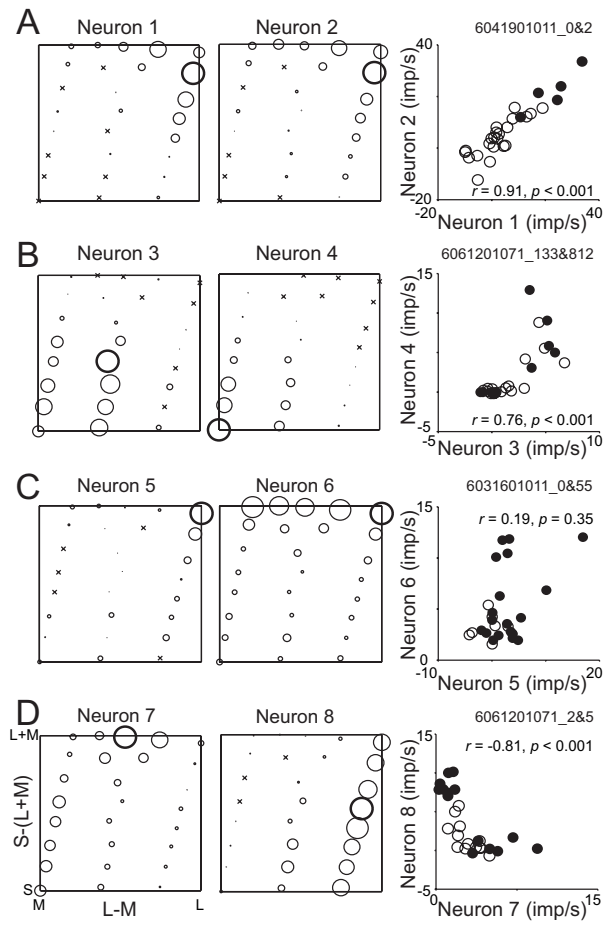 A
Neuron 1
Neuron 2
6041901011_0&2
40
Neuron 2 (imp/s)
r = 0.91, p < 0.001
-20
-20
40
Neuron 1 (imp/s)
B
Neuron 3
Neuron 4
6061201071_133&812
15
Neuron 4 (imp/s)
r = 0.76, p < 0.001
-5
-5
10
Neuron 3 (imp/s)
C
Neuron 5
Neuron 6
6031601011_0&55
15
r = 0.19, p = 0.35
Neuron 6 (imp/s)
0
-10
20
Neuron 5 (imp/s)
D
Neuron 7
Neuron 8
6061201071_2&5
L+M
S-(L+M)
S
M
L-M
L
15
r = -0.81, p < 0.001
Neuron 8 (imp/s)
-5
0
15
Neuron 7 (imp/s)